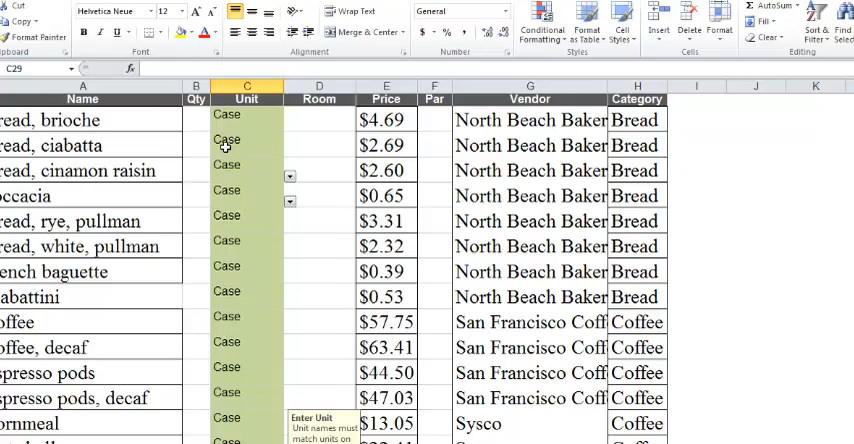 Cut
Copy
Format Painter
Clipboard
Helvetica Neue 12 A A
B I U A
Font
Wrap Text
Merge & Center
Alignment
General
$ % , .0 .00 .00 .0
Number
Conditional Formatting
Format as Table
Cell Styles
Styles
Insert Delete Format
Cells
Σ AutoSum
Fill
Clear
Sort & Filter
Find Select
Editing
C29 fx
A B C D E F G H I J K
Name Qty Unit Room Price Par Vendor Category
read, brioche Case $4.69 North Beach Baker Bread
read, ciabatta Case $2.69 North Beach Baker Bread
read, cinamon raisin Case $2.60 North Beach Baker Bread
occacia Case $0.65 North Beach Baker Bread
read, rye, pullman Case $3.31 North Beach Baker Bread
read, white, pullman Case $2.32 North Beach Baker Bread
ench baguette Case $0.39 North Beach Baker Bread
abattini Case $0.53 North Beach Baker Bread
offee Case $57.75 San Francisco Coff Coffee
offee, decaf Case $63.41 San Francisco Coff Coffee
spresso pods Case $44.50 San Francisco Coff Coffee
spresso pods, decaf Case $47.03 San Francisco Coff Coffee
ornmeal Case $13.05 Sysco Coffee
Case
Enter Unit
Unit names must
match units on